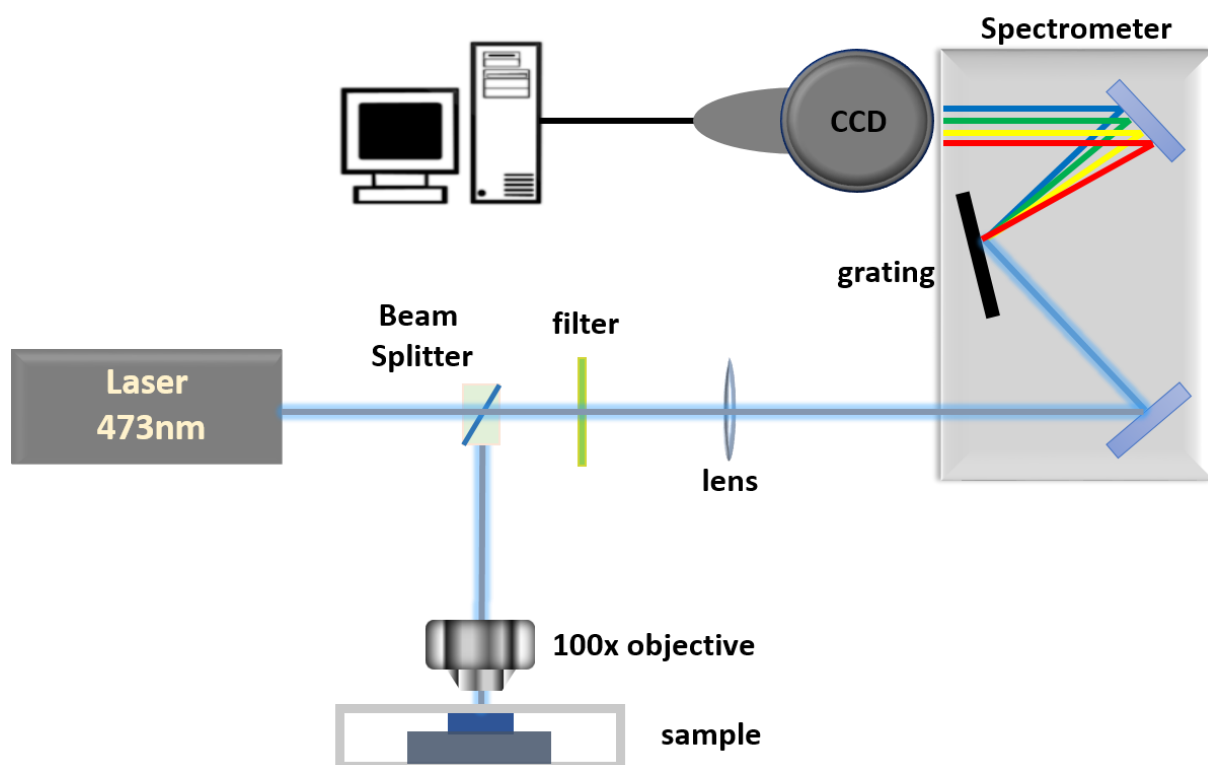 Spectrometer
CCD
grating
Beam
Splitter
filter
Laser
473nm
lens
100x objective
sample